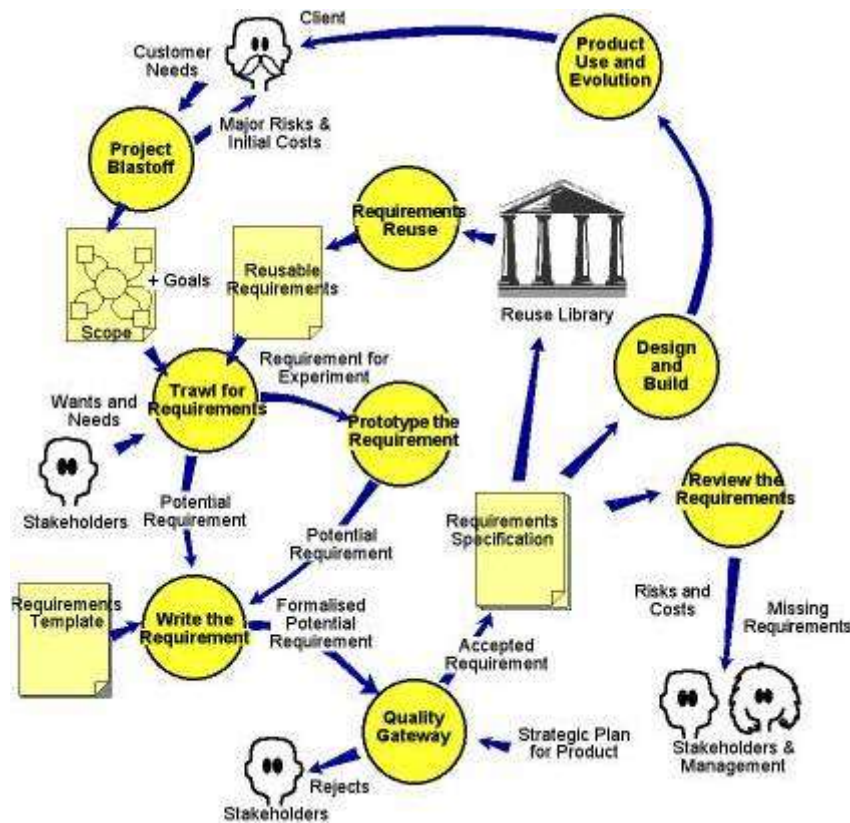 Client
Customer
Needs
Product
Use and
Evolution
Major Risks &
Initial Costs
Project
Blastoff
Requirements
Reuse
+ Goals
Reusable
Requirements
Scope
Reuse Library
Requirement for
Experiment
Design
and
Build
Trawl for
Requirements
Wants and
Needs
Prototype the
Requirement
Review the
Requirements
Stakeholders
Potential
Requirement
Potential
Requirement
Requirements
Specification
Requirements
Template
Write the
Requirement
Formalised
Potential
Requirement
Risks and
Costs
Missing
Requirements
Accepted
Requirement
Quality
Gateway
Strategic Plan
for Product
Stakeholders &
Management
Rejects
Stakeholders